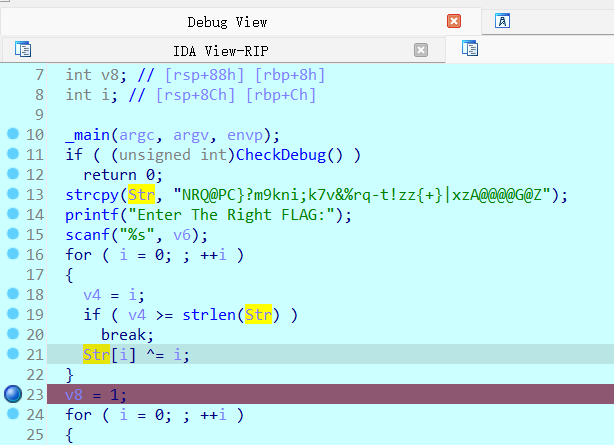 Debug View
A
IDA View-RIP
7 int v8; // [rsp+88h] [rbp+8h]
8 int i; // [rsp+8Ch] [rbp+Ch]
9
10 _main(argc, argv, envp);
11 if ( (unsigned int)CheckDebug() )
12 return 0;
13 strcpy(Str, "NRQ@PC}?m9kni;k7v&%rq-t!zz{+}|xzA@@@@G@Z");
14 printf("Enter The Right FLAG:");
15 scanf("%s", v6);
16 for ( i = 0; ; ++i )
17 {
18 v4 = i;
19 if ( v4 >= strlen(Str) )
20 break;
21 Str[i] ^= i;
22 }
23 v8 = 1;
24 for ( i = 0; ; ++i )
25 {